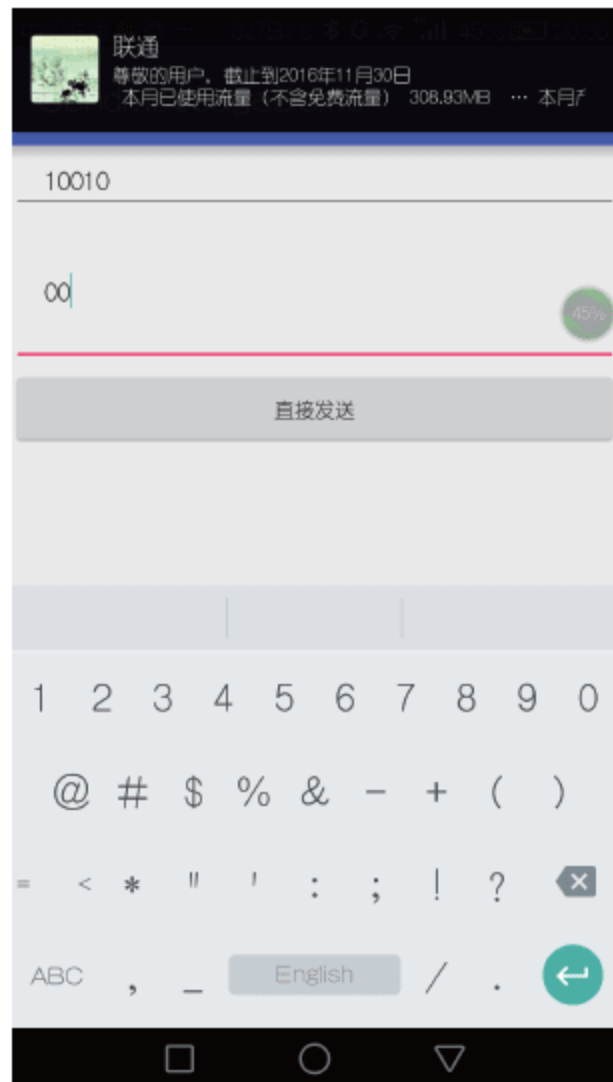 联通
尊敬的用户，截止到2016年11月30日
本月已使用流量（不含免费流量） 308.93MB ··· 本月
10010
00
45%
直接发送
1 2 3 4 5 6 7 8 9 0
@ # $ % & - + ( )
= < * " ' : ; ! ?
ABC , _ English / .